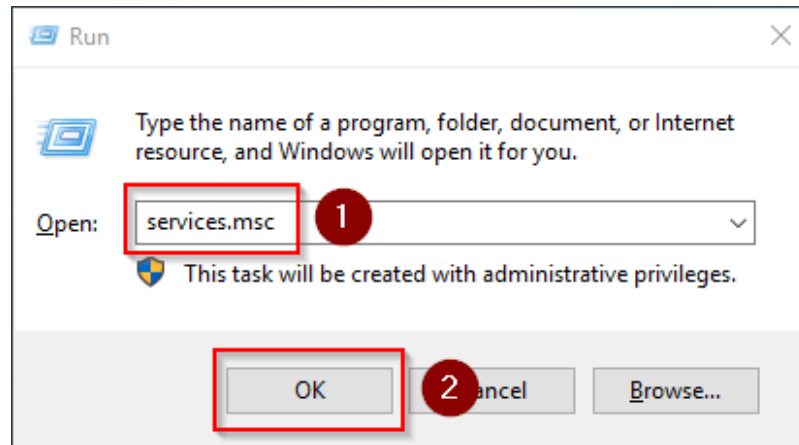 Run
Type the name of a program, folder, document, or Internet
resource, and Windows will open it for you.
Open: services.msc 1
This task will be created with administrative privileges.
OK 2 ancel Browse...